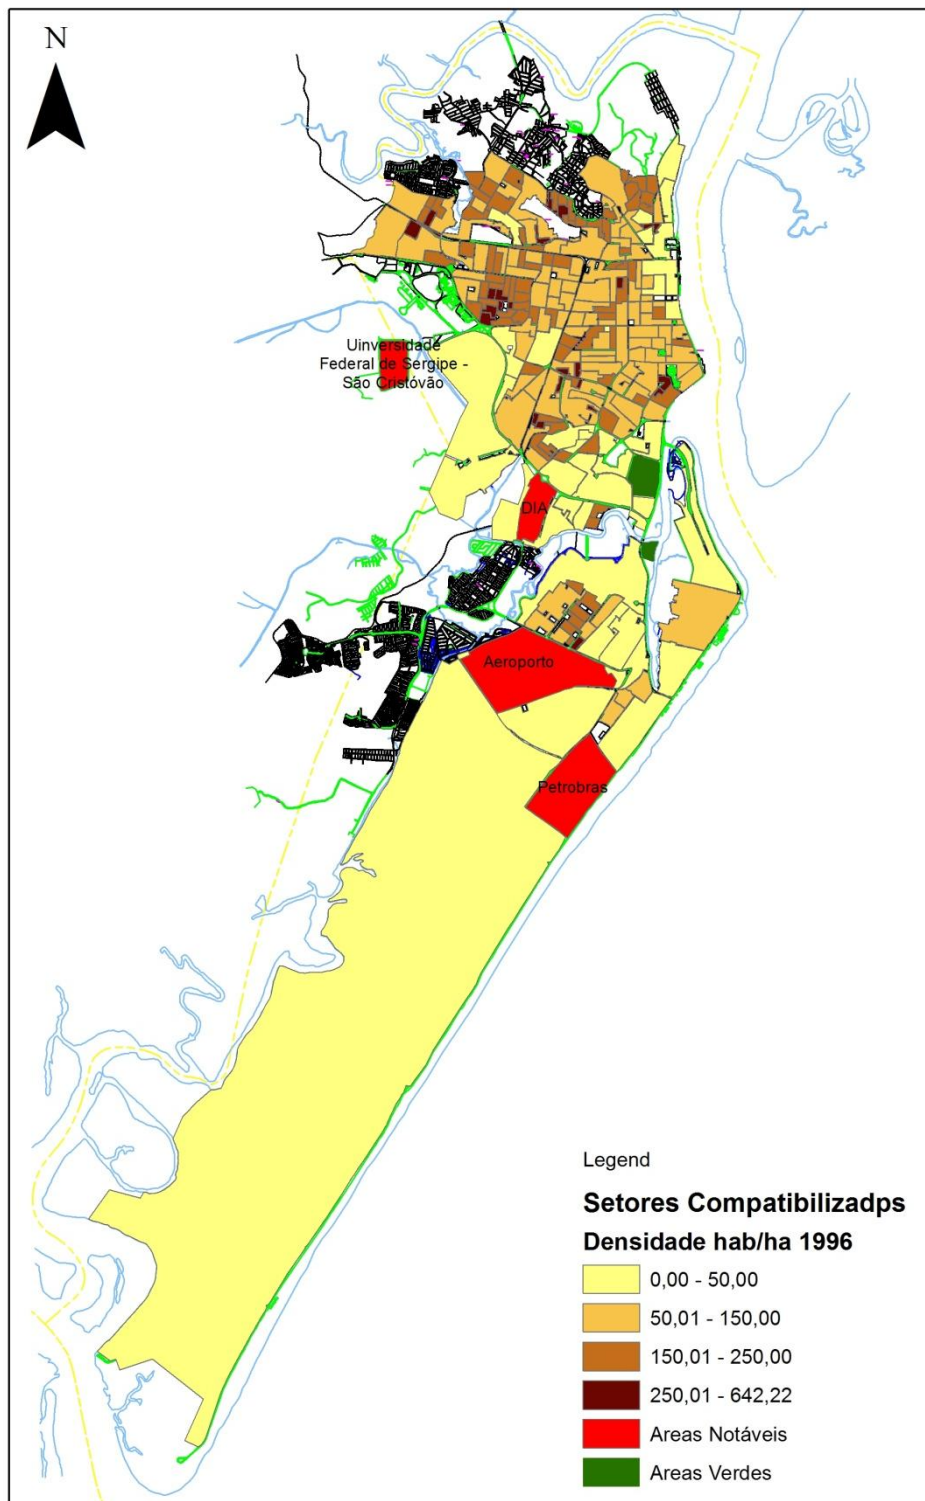 N
Uinversidade
Federal de Sergipe -
São Cristóvão
DIA
Aeroporto
Petrobras
Legend
Setores Compatibilizadps
Densidade hab/ha 1996
0,00 - 50,00
50,01 - 150,00
150,01 - 250,00
250,01 - 642,22
Areas Notáveis
Areas Verdes